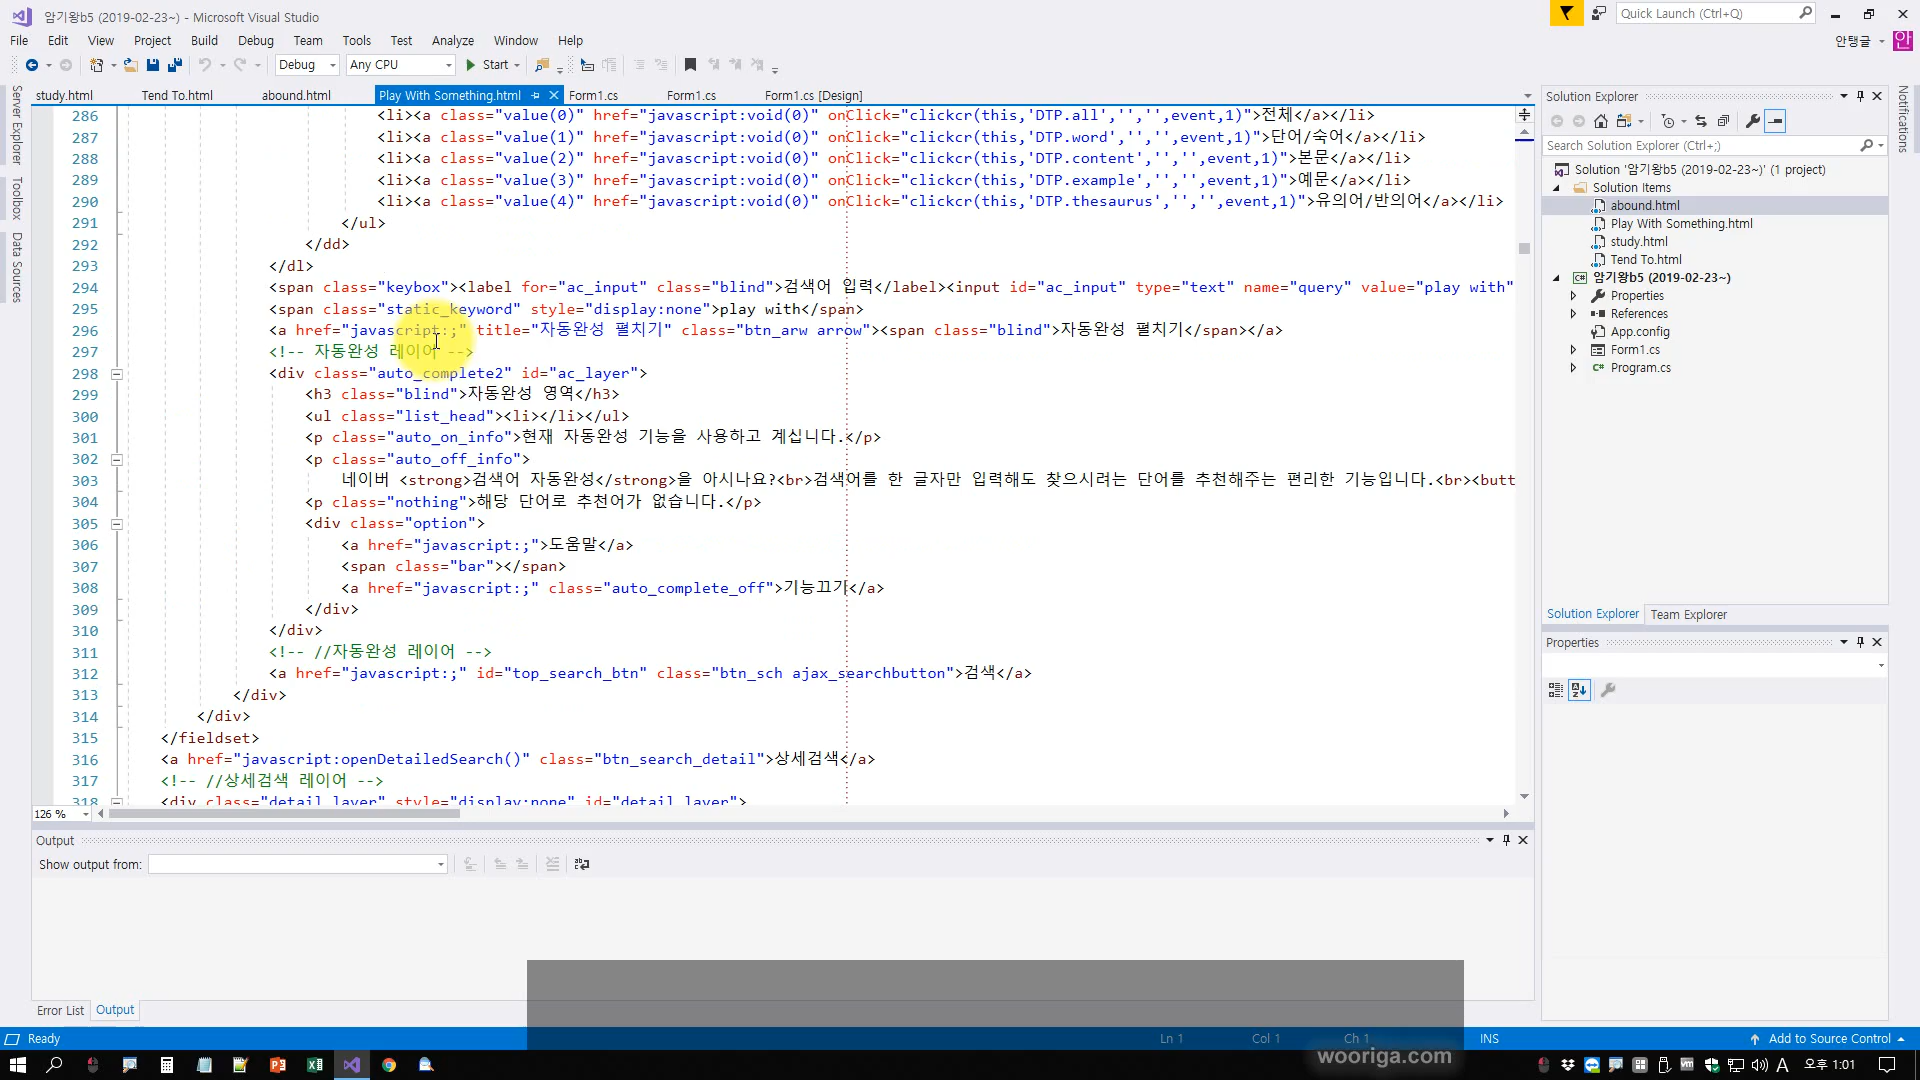 암기왕b5 (2019-02-23~) - Microsoft Visual Studio
Quick Launch (Ctrl+Q)
File Edit View Project Build Debug Team Tools Test Analyze Window Help
안탱글 안
Debug Any CPU Start
study.html Tend To.html abound.html Play With Something.html Form1.cs Form1.cs Form1.cs [Design]
Server Explorer
Toolbox
Data Sources
286 <li><a class="value(0)" href="javascript:void(0)" onClick="clickcr(this,'DTP.all','','',event,1)">전체</a></li>
287 <li><a class="value(1)" href="javascript:void(0)" onClick="clickcr(this,'DTP.word','','',event,1)">단어/숙어</a></li>
288 <li><a class="value(2)" href="javascript:void(0)" onClick="clickcr(this,'DTP.content','','',event,1)">본문</a></li>
289 <li><a class="value(3)" href="javascript:void(0)" onClick="clickcr(this,'DTP.example','','',event,1)">예문</a></li>
290 <li><a class="value(4)" href="javascript:void(0)" onClick="clickcr(this,'DTP.thesaurus','','',event,1)">유의어/반의어</a></li>
291 </ul>
292 </dd>
293 </dl>
294 <span class="keybox"><label for="ac_input" class="blind">검색어 입력</label><input id="ac_input" type="text" name="query" value="play with"
295 <span class="static_keyword" style="display:none">play with</span>
296 <a href="javascript:;" title="자동완성 펼치기" class="btn_arw arrow"><span class="blind">자동완성 펼치기</span></a>
297 <!-- 자동완성 레이어 -->
298 <div class="auto_complete2" id="ac_layer">
299 <h3 class="blind">자동완성 영역</h3>
300 <ul class="list_head"><li></li></ul>
301 <p class="auto_on_info">현재 자동완성 기능을 사용하고 계십니다.</p>
302 <p class="auto_off_info">
303 네이버 <strong>검색어 자동완성</strong>을 아시나요?<br>검색어를 한 글자만 입력해도 찾으시려는 단어를 추천해주는 편리한 기능입니다.<br><butt
304 <p class="nothing">해당 단어로 추천어가 없습니다.</p>
305 <div class="option">
306 <a href="javascript:;">도움말</a>
307 <span class="bar"></span>
308 <a href="javascript:;" class="auto_complete_off">기능끄기</a>
309 </div>
310 </div>
311 <!-- //자동완성 레이어 -->
312 <a href="javascript:;" id="top_search_btn" class="btn_sch ajax_searchbutton">검색</a>
313 </div>
314 </div>
315 </fieldset>
316 <a href="javascript:openDetailedSearch()" class="btn_search_detail">상세검색</a>
317 <!-- //상세검색 레이어 -->
318 <div class="detail_layer" style="display:none" id="detail_layer">
126 %
Output
Show output from:
Error List Output
Solution Explorer
Search Solution Explorer (Ctrl+;)
Solution '암기왕b5 (2019-02-23~)' (1 project)
Solution Items
abound.html
Play With Something.html
study.html
Tend To.html
암기왕b5 (2019-02-23~)
Properties
References
App.config
Form1.cs
Program.cs
Solution Explorer Team Explorer
Properties
Notifications
Ready Ln 1 Col 1 Ch 1 INS Add to Source Control
wooriga.com
A 오후 1:01